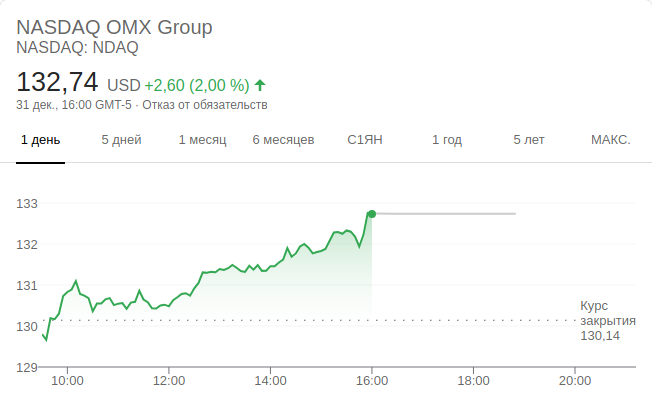 NASDAQ OMX Group
NASDAQ: NDAQ
132,74 USD +2,60 (2,00 %) ↑
31 дек., 16:00 GMT-5 · Отказ от обязательств
1 день 5 дней 1 месяц 6 месяцев С1ЯН 1 год 5 лет МАКС.
133
132
131
130
129
Курс
закрытия
130,14
10:00 12:00 14:00 16:00 18:00 20:00